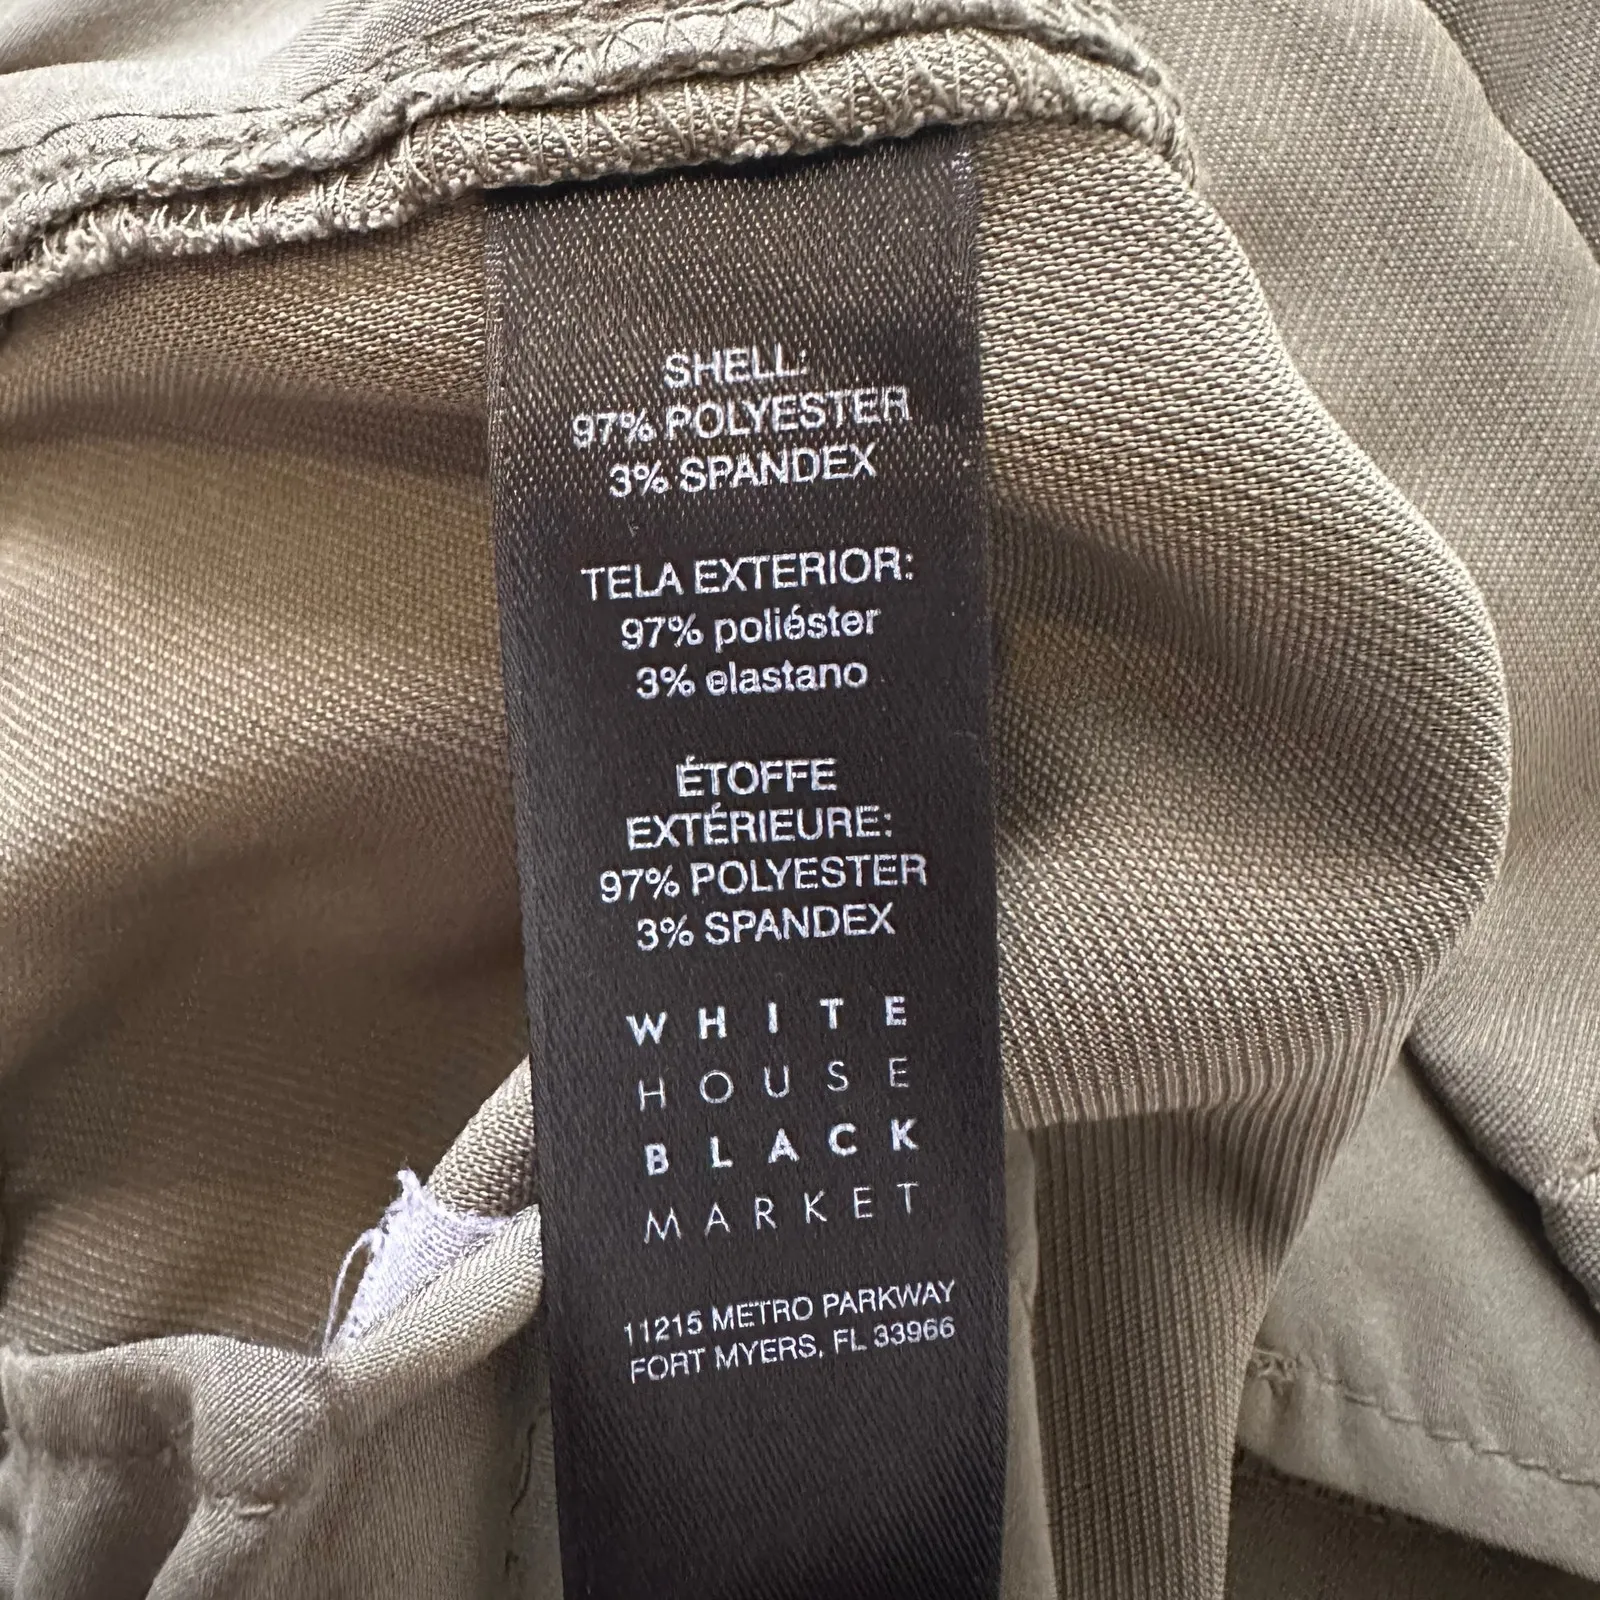 SHELL:
97% POLYESTER
3% SPANDEX
TELA EXTERIOR:
97% poliéster
3% elastano
ÉTOFFE
EXTÉRIEURE:
97% POLYESTER
3% SPANDEX
WHITE
HOUSE
BLACK
MARKET
11215 METRO PARKWAY
FORT MYERS, FL 33966